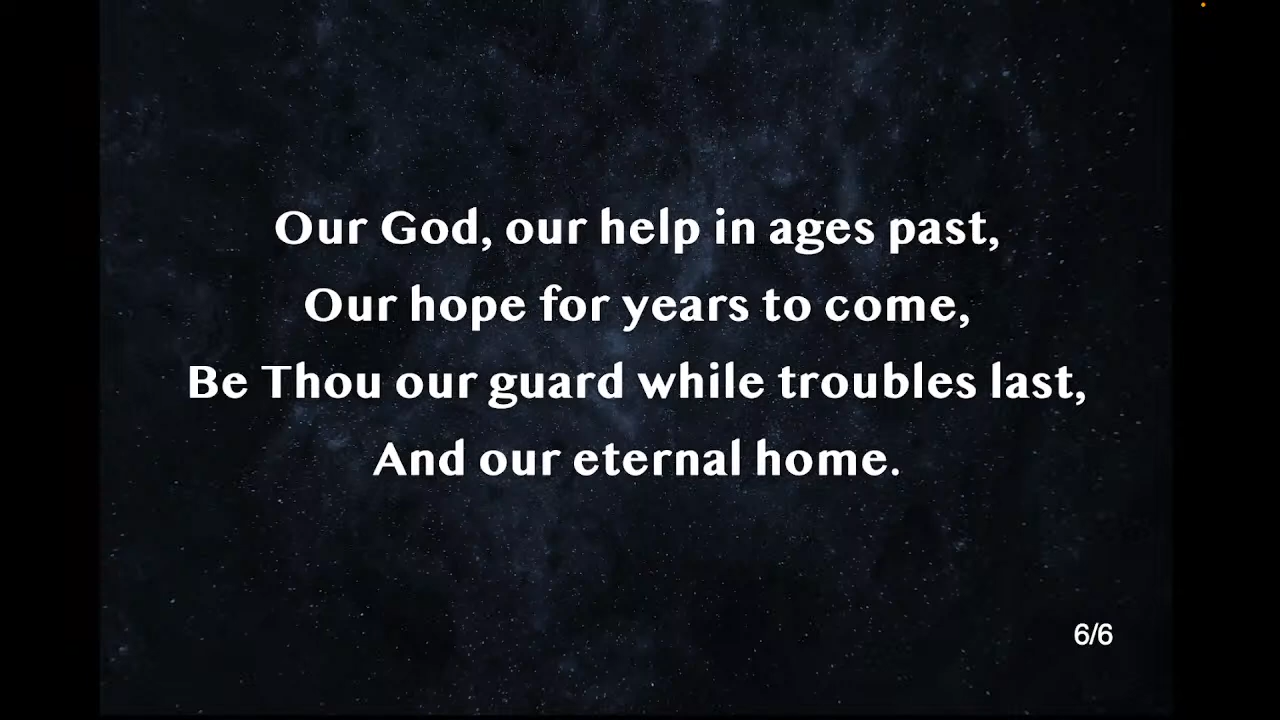 Our God, our help in ages past,
Our hope for years to come,
Be Thou our guard while troubles last,
And our eternal home.
6/6